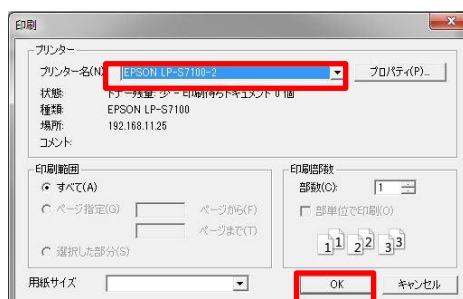 印刷
プリンター
プリンター名(N) EPSON LP-S7100-2 プロパティ(P)...
状態: トナー残量: 少 - 印刷待ちドキュメント 0 個
種類: EPSON LP-S7100
場所: 192.168.11.25
コメント:
印刷範囲
すべて(A)
ページ指定(G) ページから(F)
ページまで(T)
選択した部分(S)
印刷部数
部数(C): 1
部単位で印刷(O)
1 1 2 2 3 3
用紙サイズ
OK キャンセル